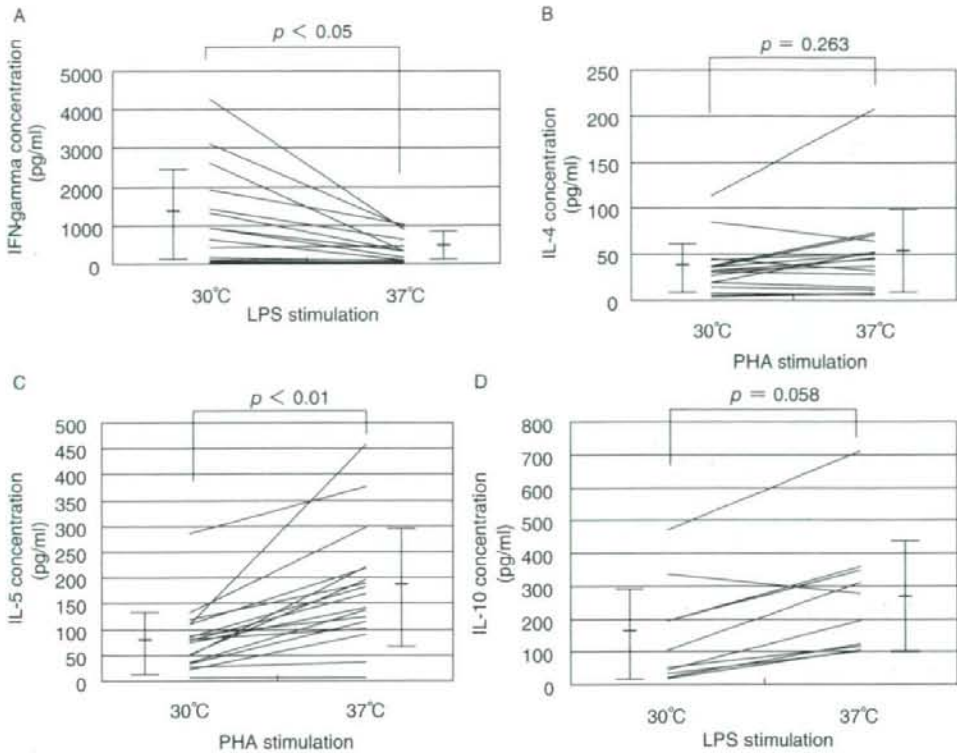 A
p < 0.05
IFN-gamma concentration
(pg/ml)
5000
4000
3000
2000
1000
0
30°C
37°C
LPS stimulation
B
p = 0.263
IL-4 concentration
(pg/ml)
250
200
150
100
50
0
30°C
37°C
PHA stimulation
C
p < 0.01
IL-5 concentration
(pg/ml)
500
450
400
350
300
250
200
150
100
50
0
30°C
37°C
PHA stimulation
D
p = 0.058
IL-10 concentration
(pg/ml)
800
700
600
500
400
300
200
100
0
30°C
37°C
LPS stimulation